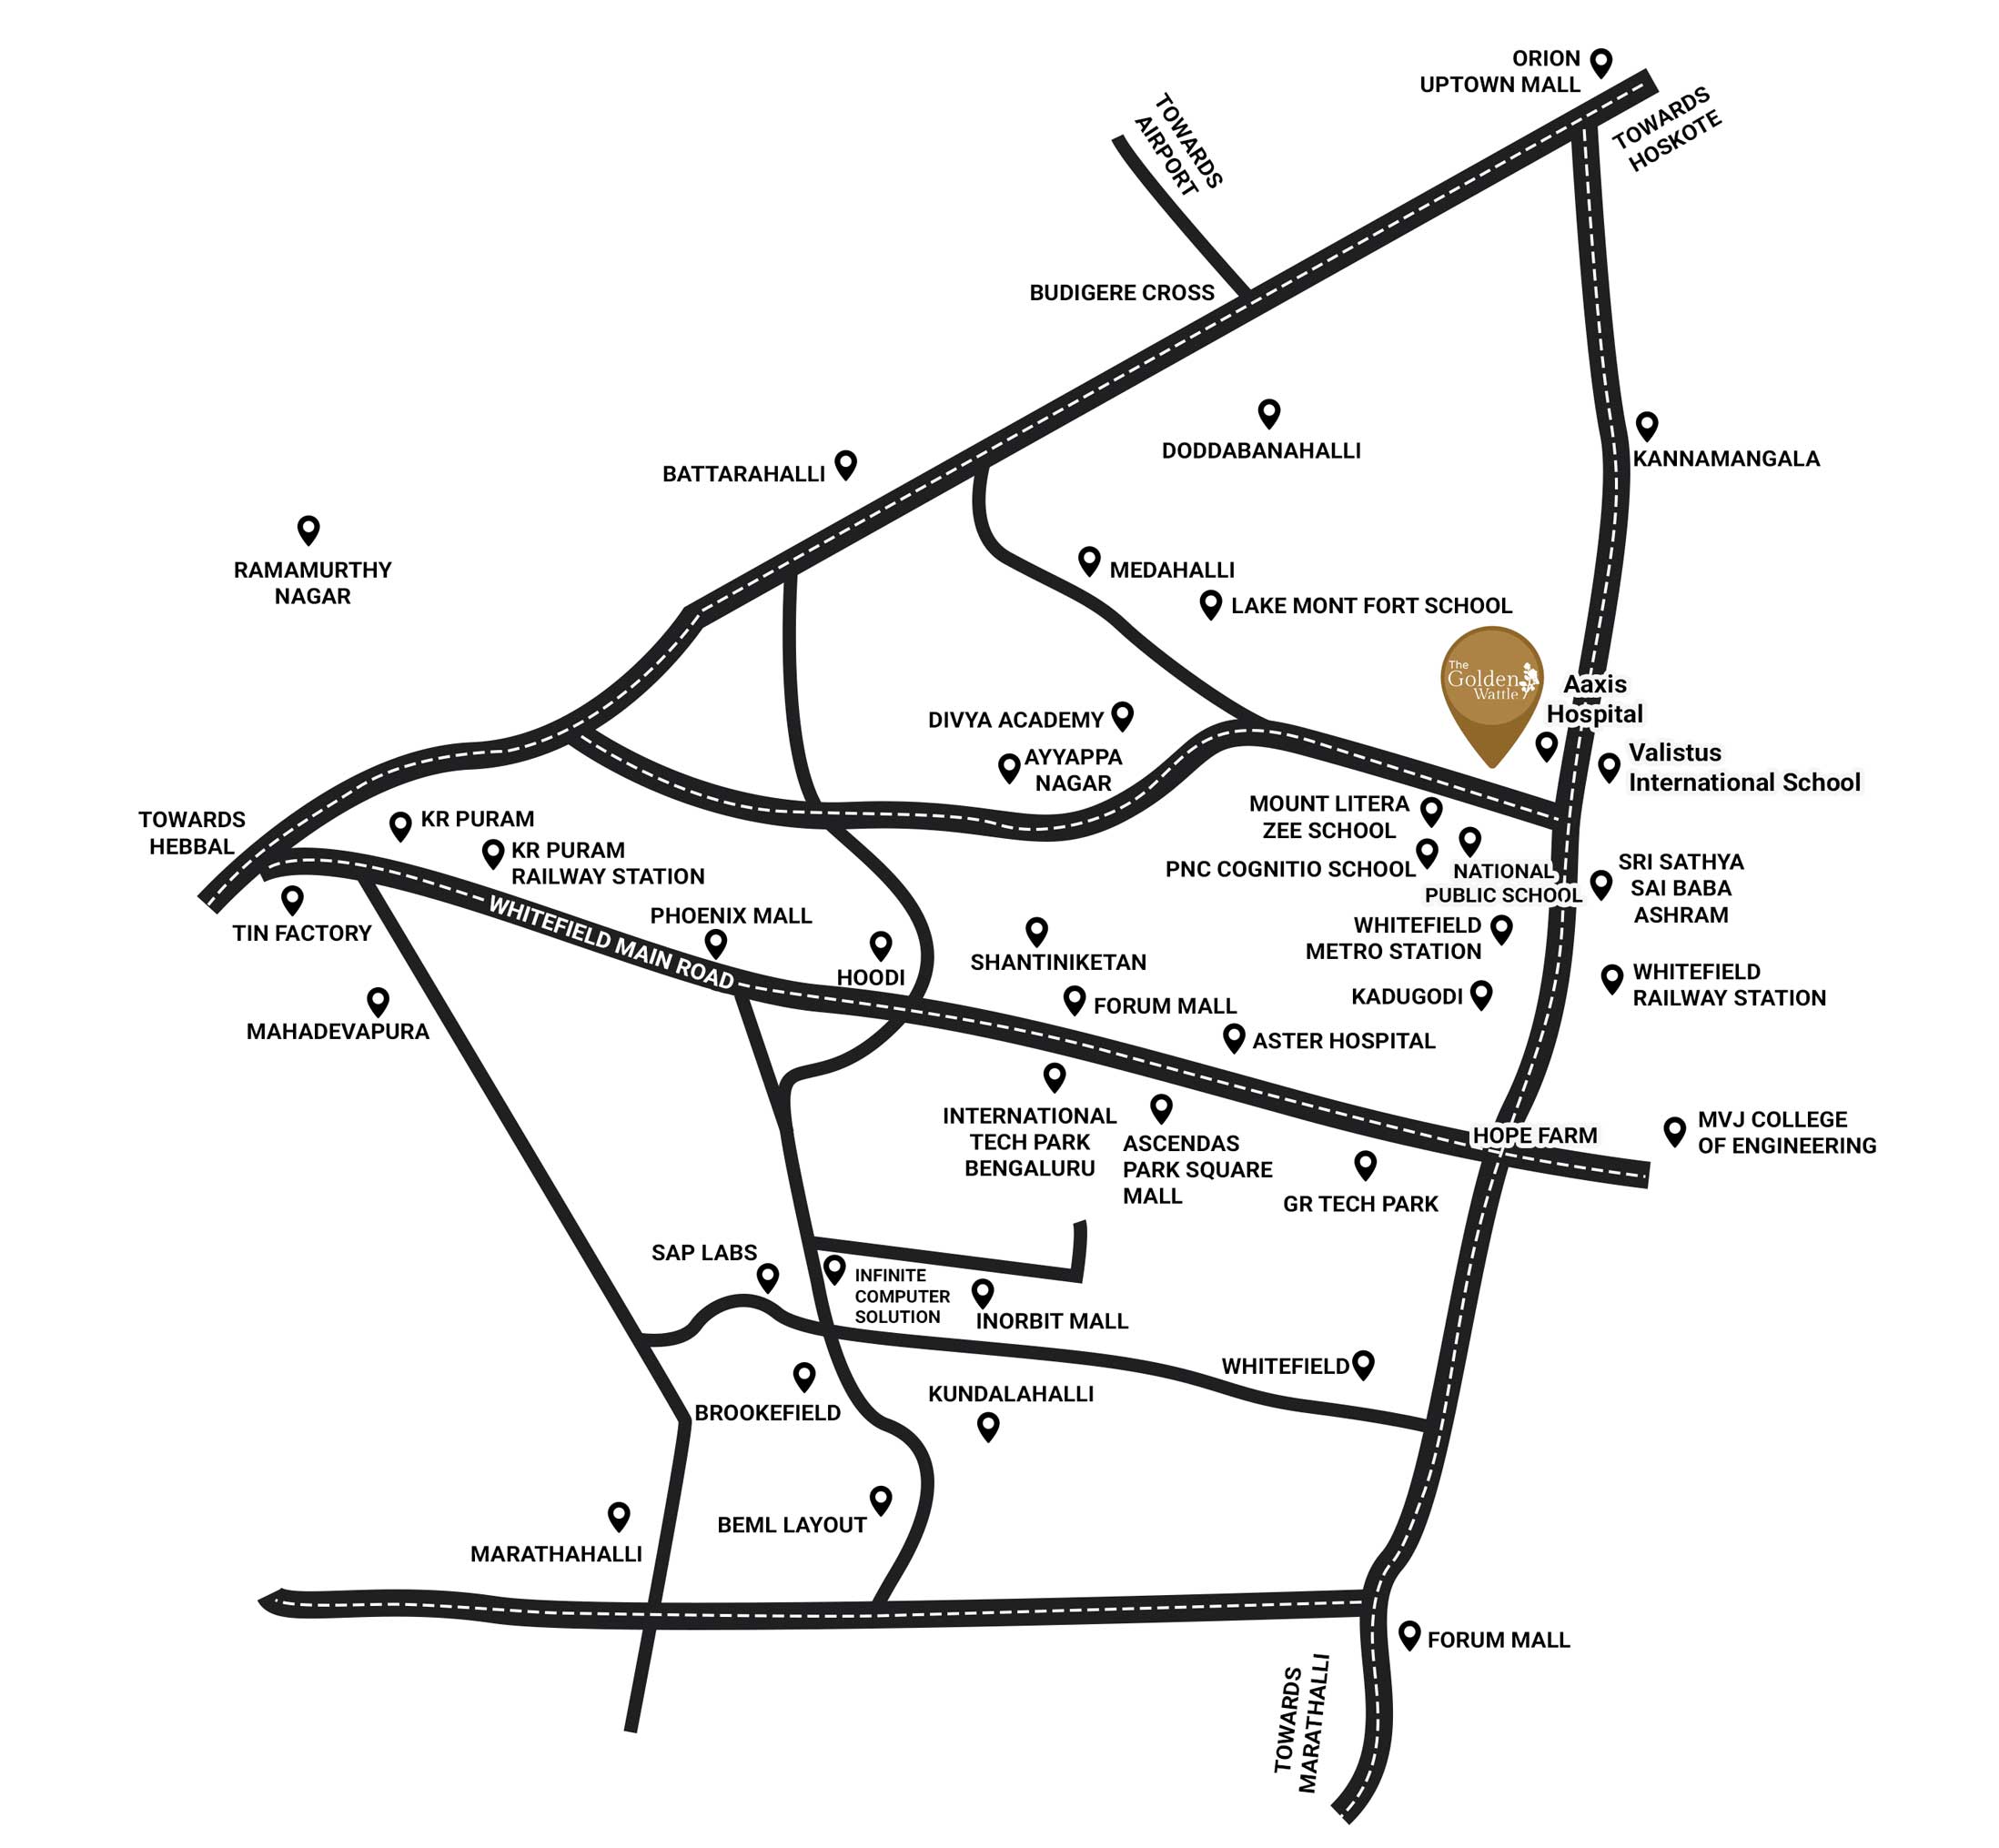 ORION
UPTOWN MALL
TOWARDS
HOSKOTE
TOWARDS
AIRPORT
BUDIGERE CROSS
DODDABANAHALLI
KANNAMANGALA
BATTARAHALLI
RAMAMURTHY
NAGAR
MEDAHALLI
LAKE MONT FORT SCHOOL
The
Golden
Wattle
Aaxis
Hospital
DIVYA ACADEMY
AYYAPPA
NAGAR
Valistus
International School
TOWARDS
HEBBAL
KR PURAM
KR PURAM
RAILWAY STATION
MOUNT LITERA
ZEE SCHOOL
PNC COGNITIO SCHOOL
NATIONAL
PUBLIC SCHOOL
SRI SATHYA
SAI BABA
ASHRAM
TIN FACTORY
WHITEFIELD MAIN ROAD
PHOENIX MALL
HOODI
SHANTINIKETAN
WHITEFIELD
METRO STATION
FORUM MALL
KADUGODI
WHITEFIELD
RAILWAY STATION
MAHADEVAPURA
ASTER HOSPITAL
INTERNATIONAL
TECH PARK
BENGALURU
ASCENDAS
PARK SQUARE
MALL
HOPE FARM
MVJ COLLEGE
OF ENGINEERING
GR TECH PARK
SAP LABS
INFINITE
COMPUTER
SOLUTION
INORBIT MALL
WHITEFIELD
BROOKEFIELD
KUNDALAHALLI
BEML LAYOUT
MARATHAHALLI
FORUM MALL
TOWARDS
MARATHALLI